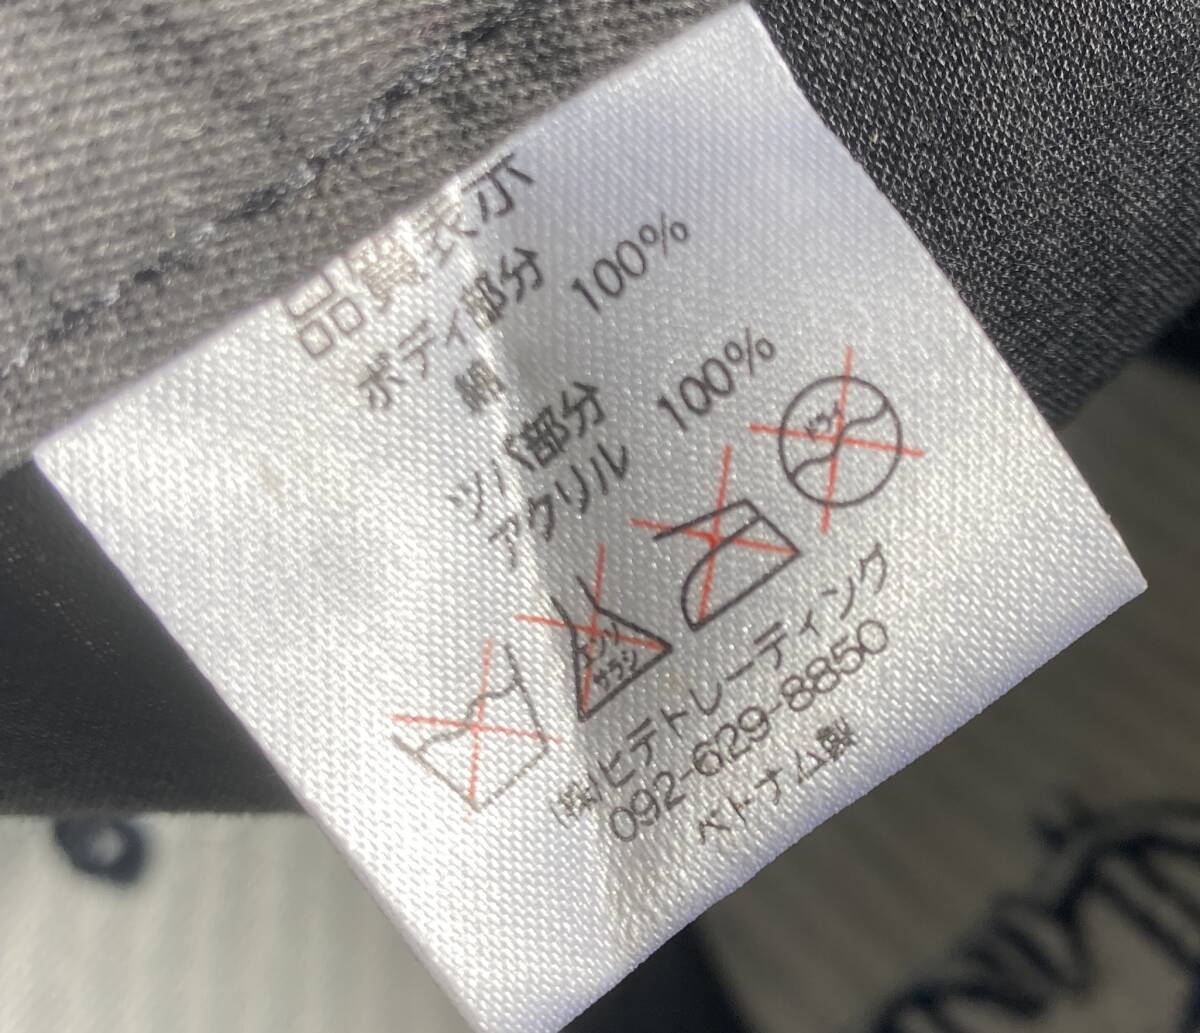 品質表示
ボディ部分
綿 100%
ツバ部分
アクリル 100%
エンソ
サラシ
ドライ
㈱ヒデトレーディング
092-629-8850
ベトナム製